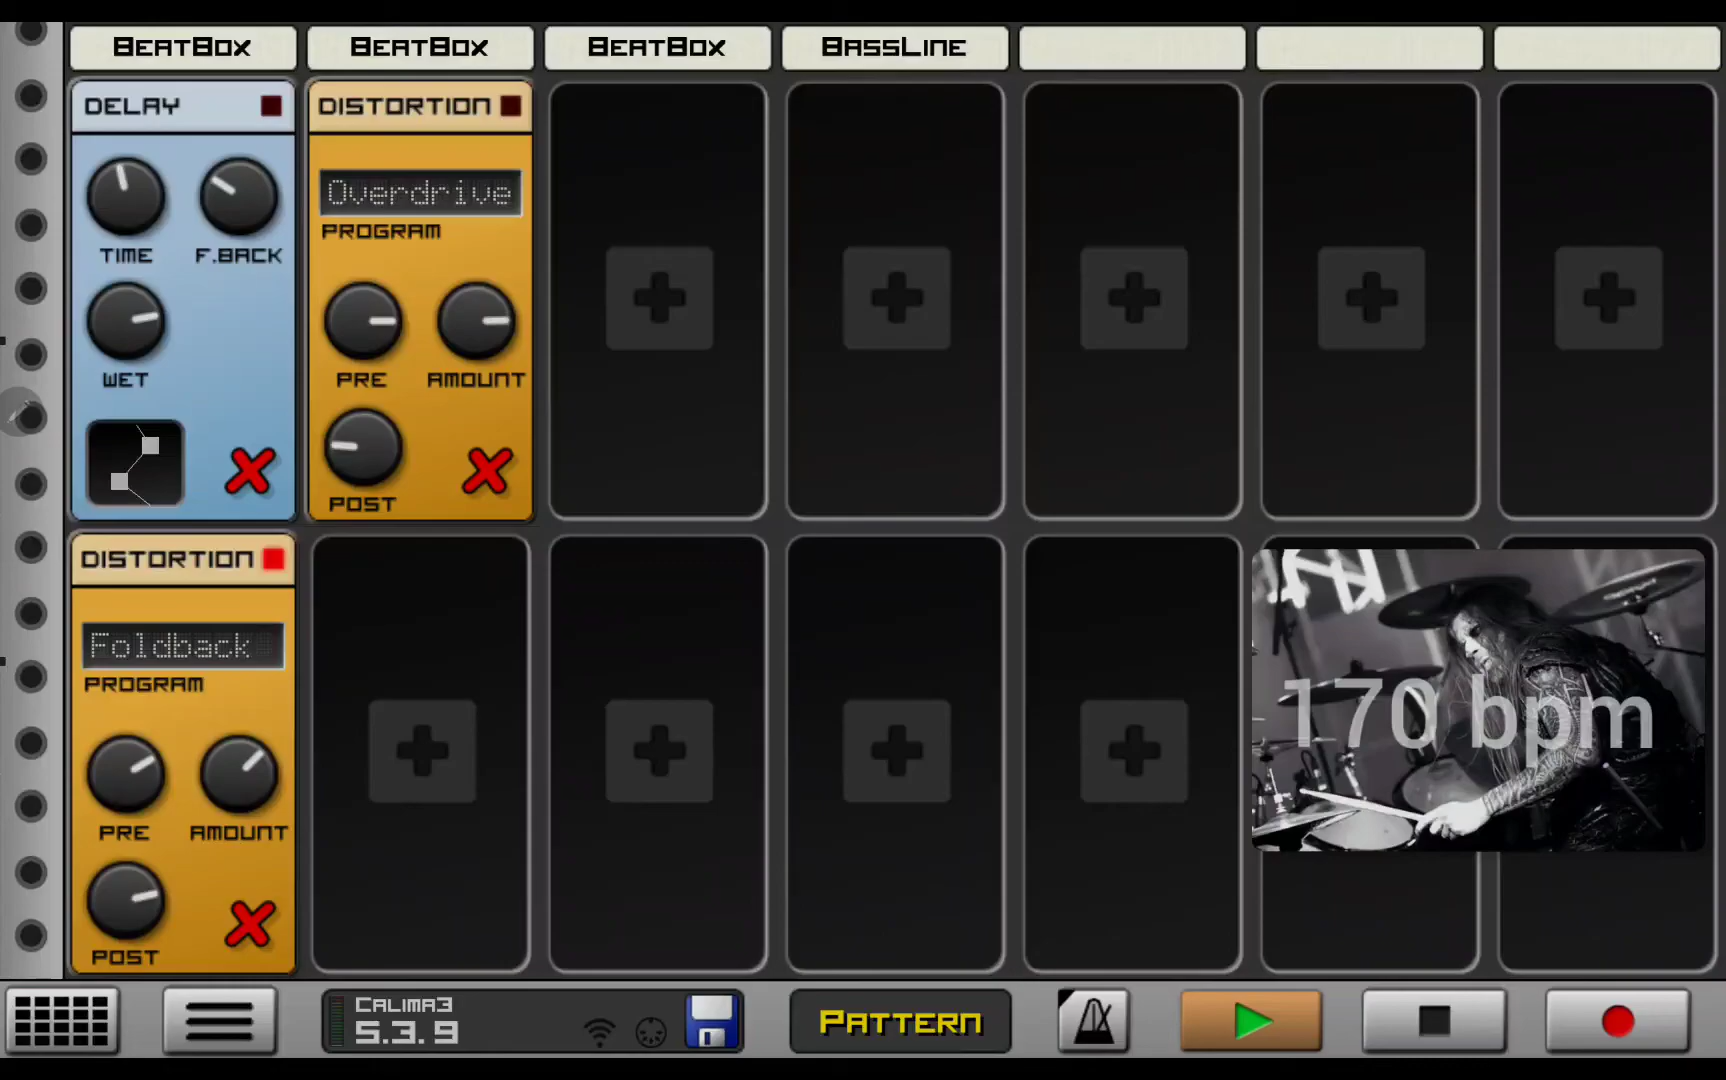 BEATBOX
BEATBOX
BEATBOX
BASSLINE
DELAY
TIME
F.BACK
WET
DISTORTION
Overdrive
PROGRAM
PRE
AMOUNT
POST
DISTORTION
Foldback
PROGRAM
PRE
AMOUNT
POST
170 bpm
CALIMA3
5.3.9
PATTERN